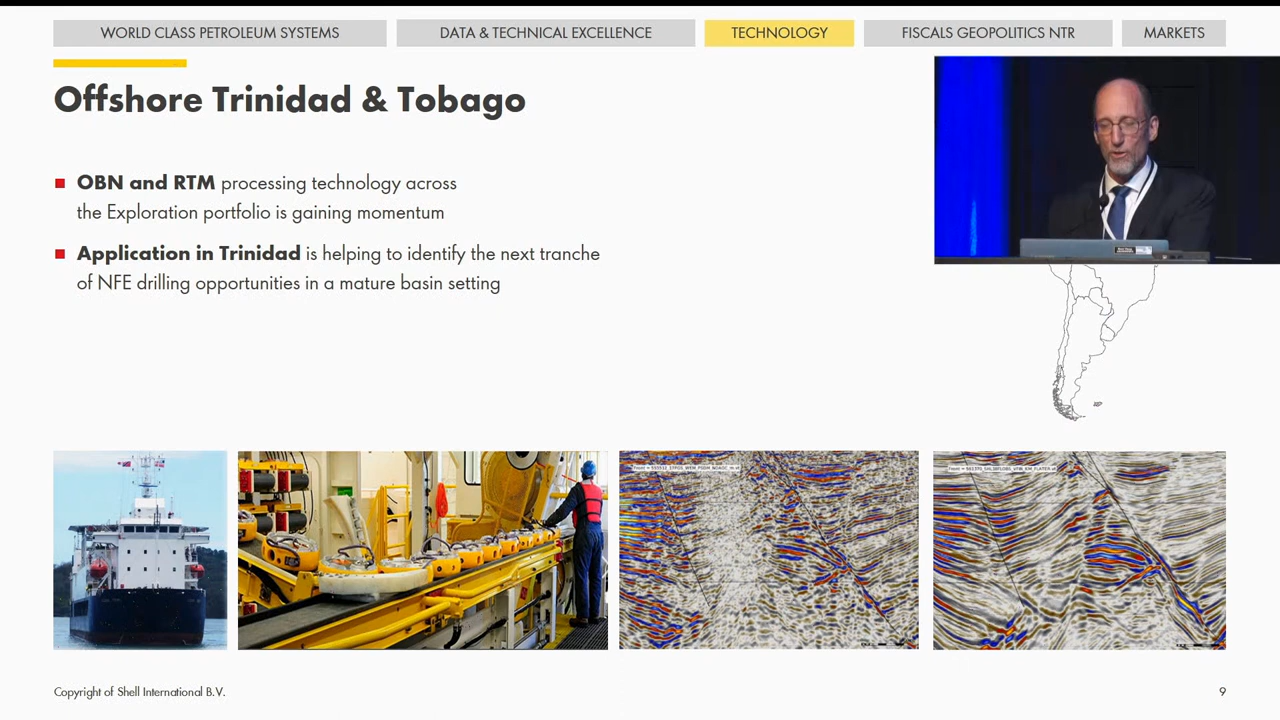 WORLD CLASS PETROLEUM SYSTEMS
DATA & TECHNICAL EXCELLENCE
TECHNOLOGY
FISCALS GEOPOLITICS NTR
MARKETS
Offshore Trinidad & Tobago
OBN and RTM processing technology across
the Exploration portfolio is gaining momentum
Application in Trinidad is helping to identify the next tranche
of NFE drilling opportunities in a mature basin setting
Copyright of Shell International B.V.
9